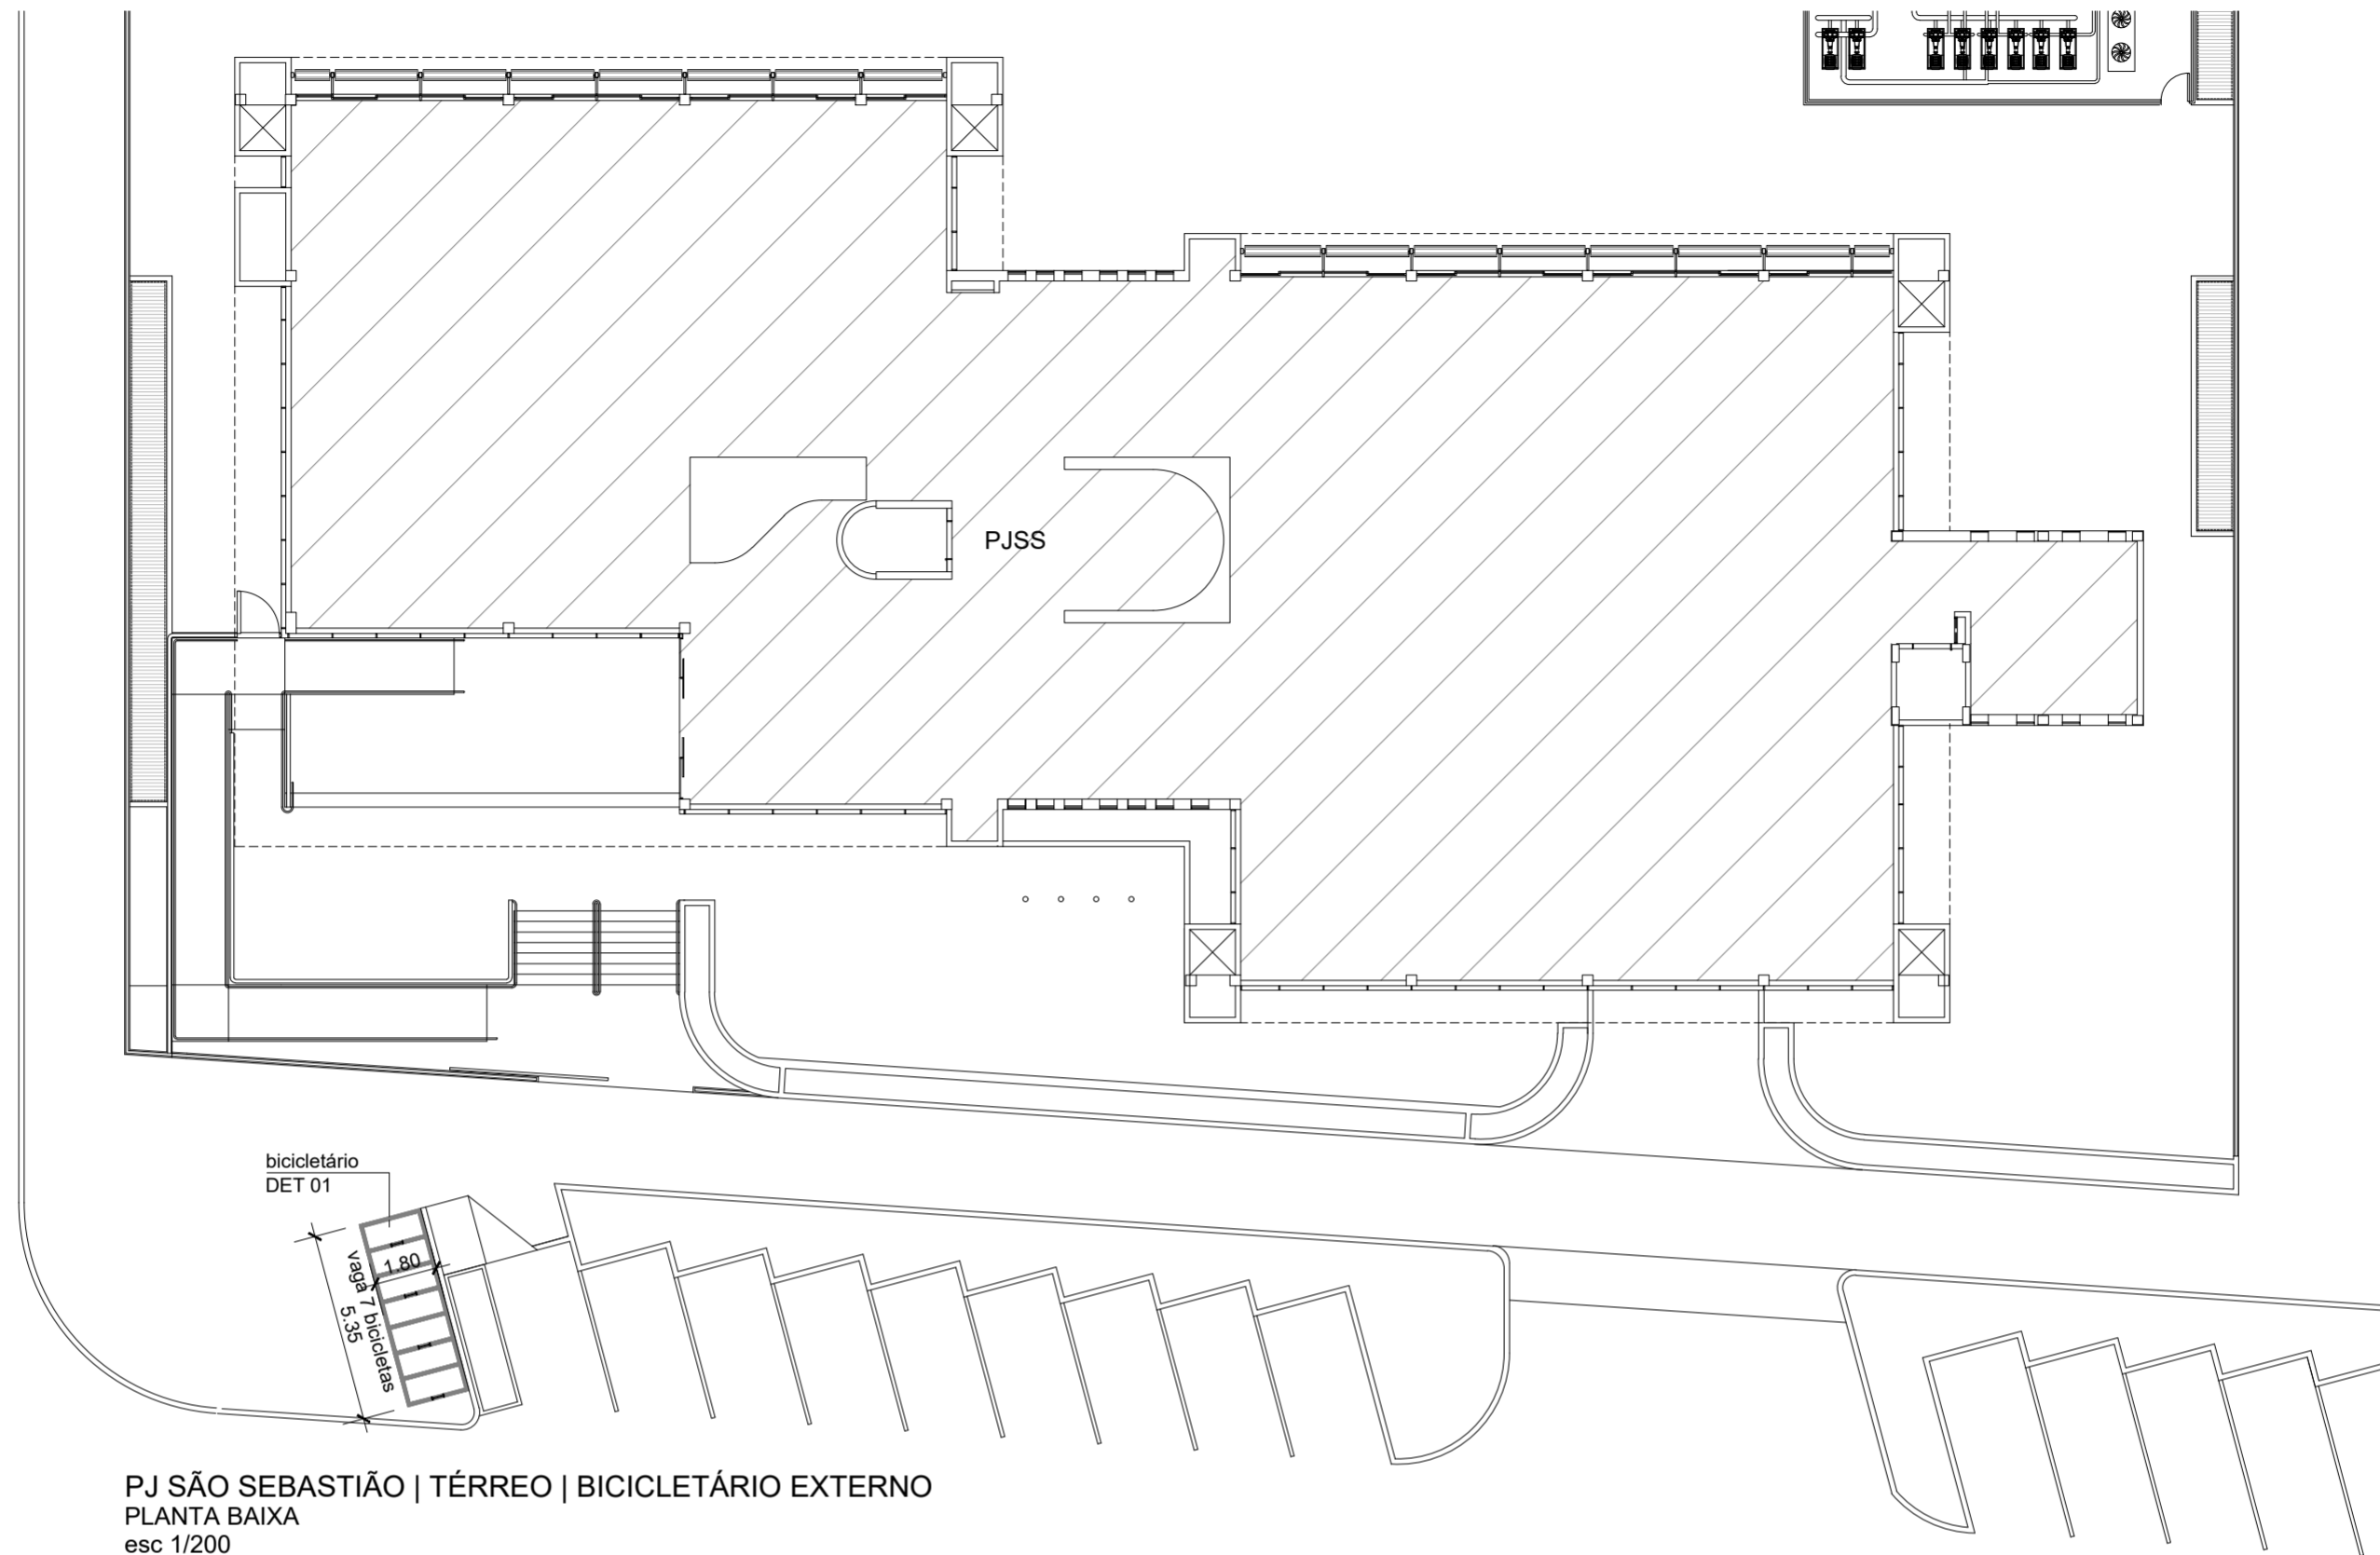 PJSS
bicicletário
DET 01
1.80
vaga 7 bicicletas
5.35
PJ SÃO SEBASTIÃO | TÉRREO | BICICLETÁRIO EXTERNO
PLANTA BAIXA
esc 1/200